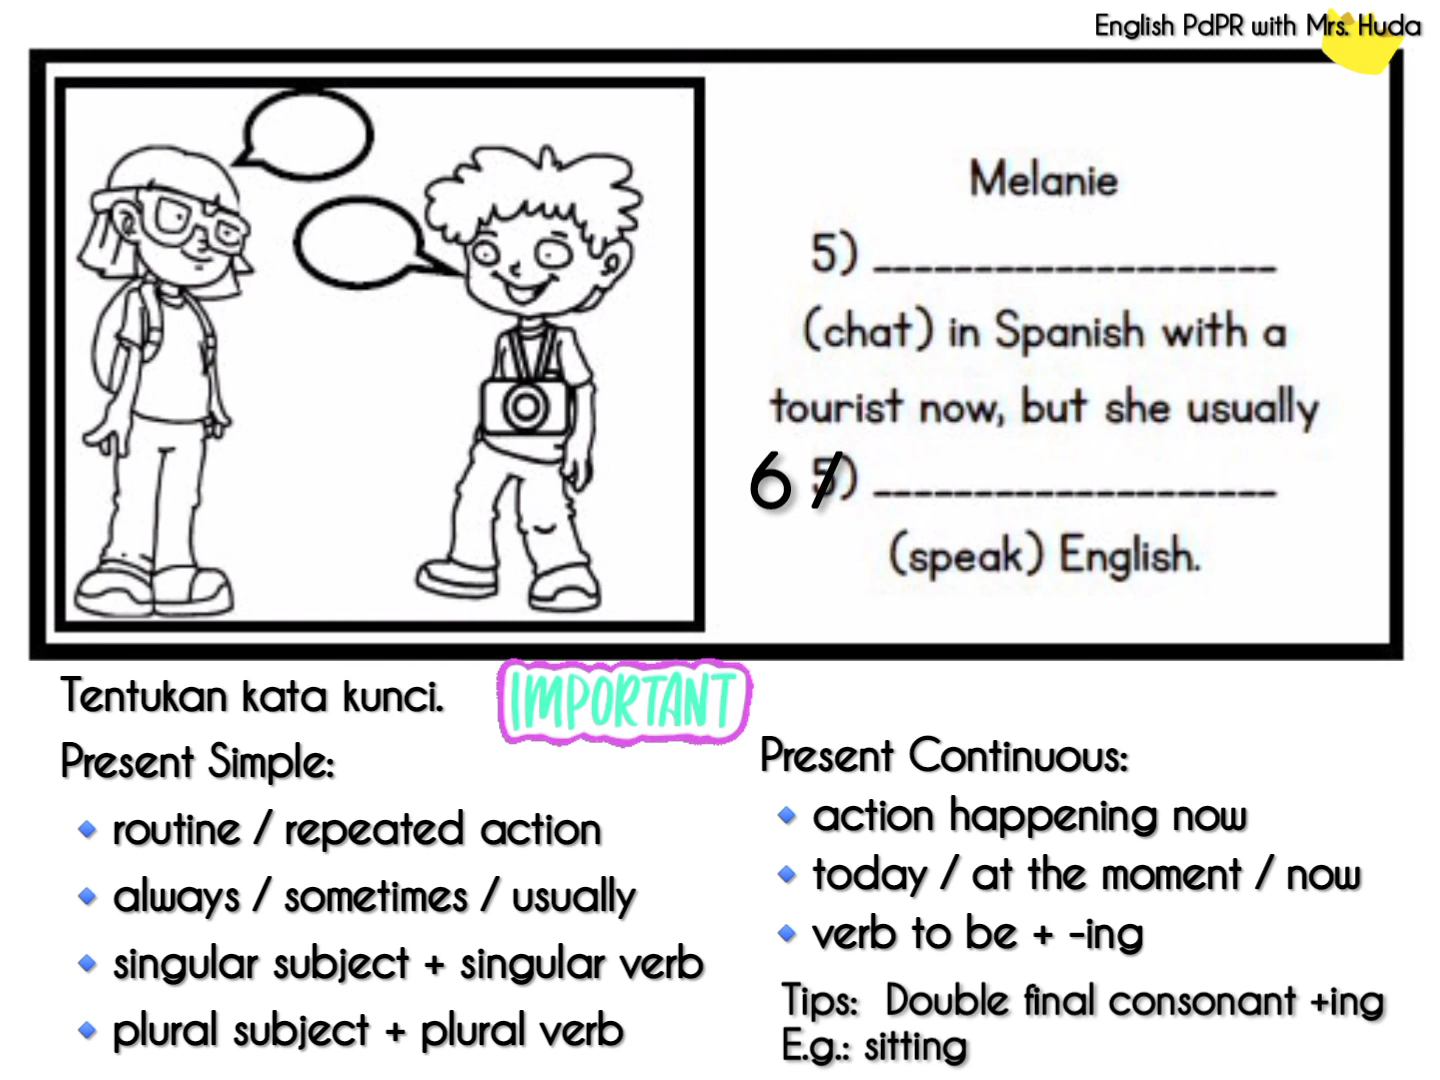 English PdPR with Mrs. Huda
Melanie
5) ____________________
(chat) in Spanish with a
tourist now, but she usually
6 / 5) ____________________
(speak) English.
Tentukan kata kunci.
IMPORTANT
Present Simple:
routine / repeated action
always / sometimes / usually
singular subject + singular verb
plural subject + plural verb
Present Continuous:
action happening now
today / at the moment / now
verb to be + -ing
Tips: Double final consonant +ing
E.g.: sitting